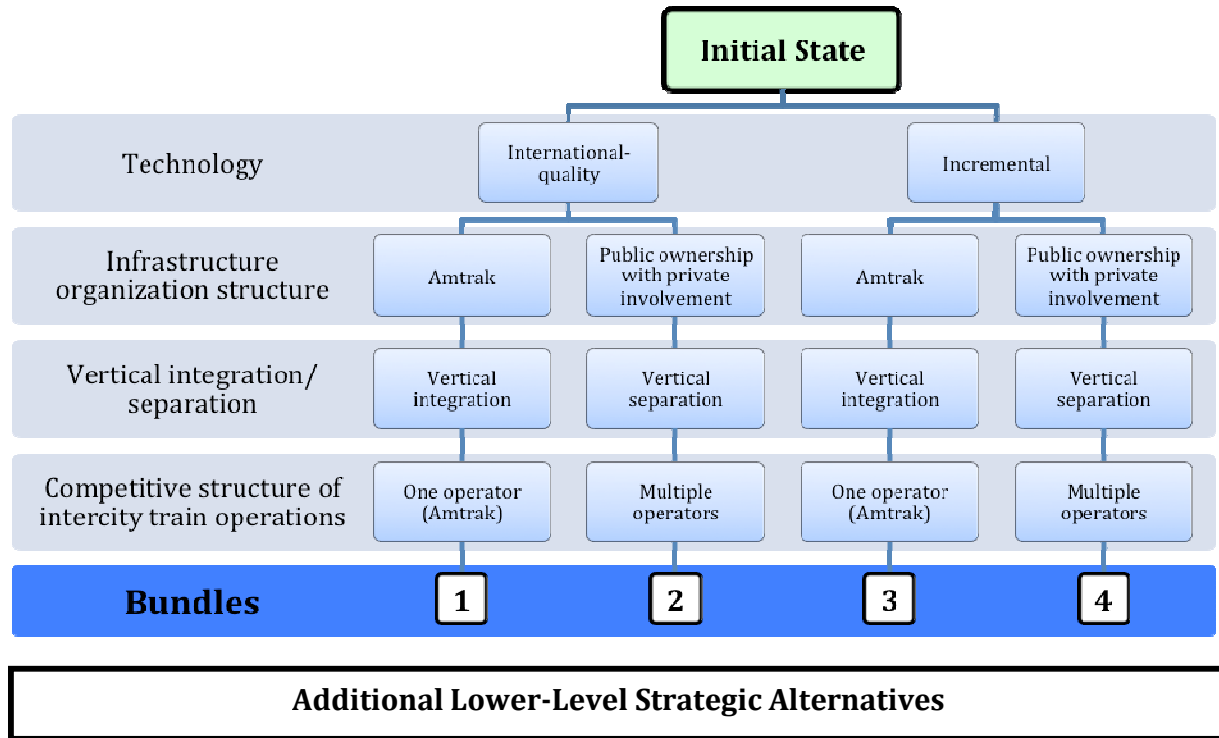 Initial State
Technology
International-
quality
Incremental
Infrastructure
organization structure
Amtrak
Public ownership
with private
involvement
Amtrak
Public ownership
with private
involvement
Vertical integration/
separation
Vertical
integration
Vertical
separation
Vertical
integration
Vertical
separation
Competitive structure of
intercity train operations
One operator
(Amtrak)
Multiple
operators
One operator
(Amtrak)
Multiple
operators
Bundles
1
2
3
4
Additional Lower-Level Strategic Alternatives